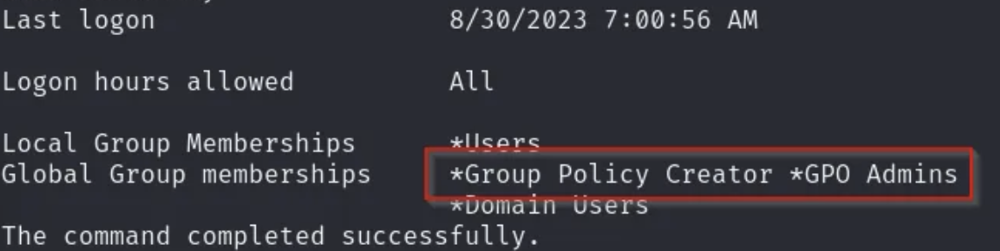 Last logon 8/30/2023 7:00:56 AM
Logon hours allowed All
Local Group Memberships *Users
Global Group memberships *Group Policy Creator *GPO Admins
*Domain Users
The command completed successfully.